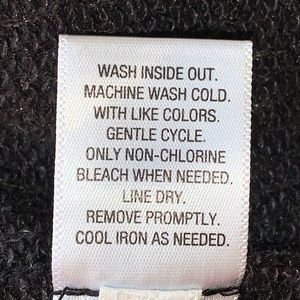 WASH INSIDE OUT.
MACHINE WASH COLD.
WITH LIKE COLORS.
GENTLE CYCLE.
ONLY NON-CHLORINE
BLEACH WHEN NEEDED.
LINE DRY.
REMOVE PROMPTLY.
COOL IRON AS NEEDED.